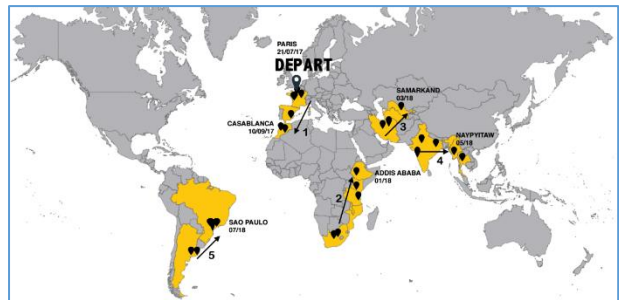 PARIS
21/07/17
DEPART
SAMARKAND
03/18
CASABLANCA
10/09/17
1
3
NAYPYITAW
05/18
4
ADDIS ABABA
01/18
2
SAO PAULO
07/18
5